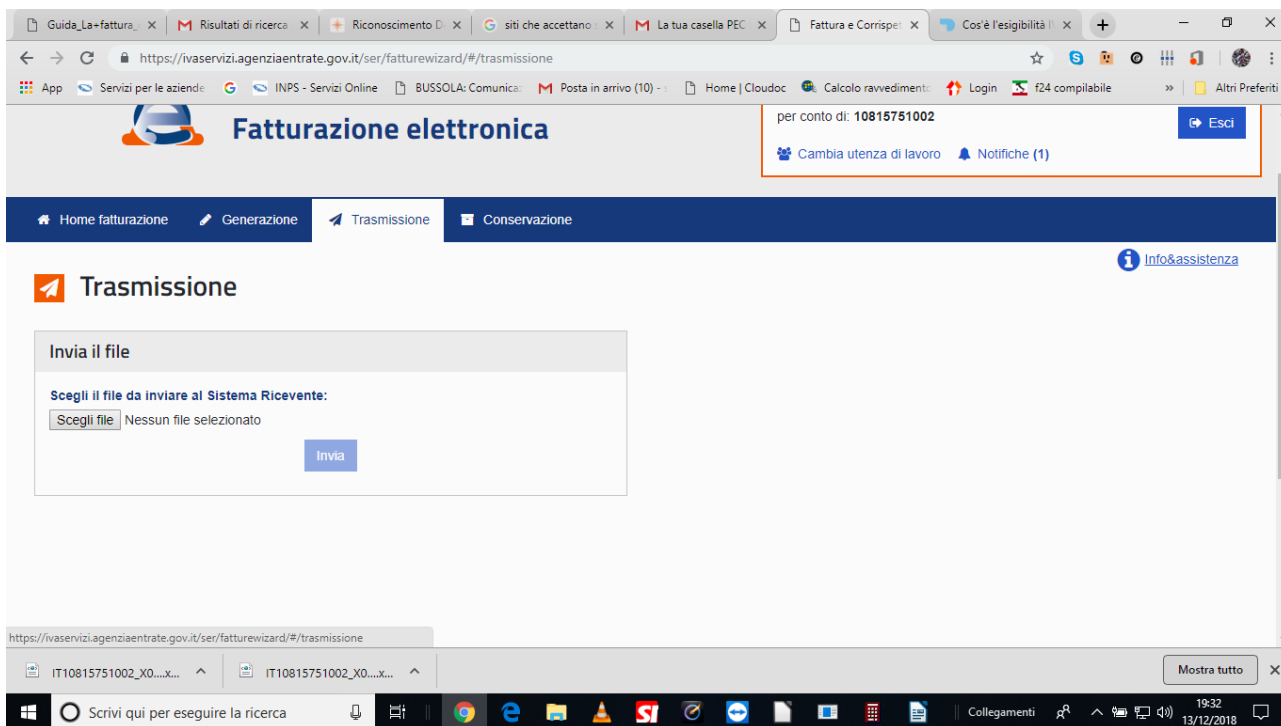 Guida_La+fattura_
Risultati di ricerca
Riconoscimento D
siti che accettano
La tua casella PEC
Fattura e Corrispet
Cos'è l'esigibilità
https://ivaservizi.agenziaentrate.gov.it/ser/fatturewizard/#/trasmissione
App Servizi per le aziende INPS - Servizi Online BUSSOLA: Comunica Posta in arrivo (10) - Home | Cloudoc Calcolo ravvedimento Login f24 compilabile » Altri Preferiti
Fatturazione elettronica
per conto di: 10815751002
Esci
Cambia utenza di lavoro Notifiche (1)
Home fatturazione Generazione Trasmissione Conservazione
Info&assistenza
Trasmissione
Invia il file
Scegli il file da inviare al Sistema Ricevente:
Scegli file Nessun file selezionato
Invia
https://ivaservizi.agenziaentrate.gov.it/ser/fatturewizard/#/trasmissione
IT10815751002_X0....x... IT10815751002_X0....x... Mostra tutto
Scrivi qui per eseguire la ricerca Collegamenti 19:32
13/12/2018